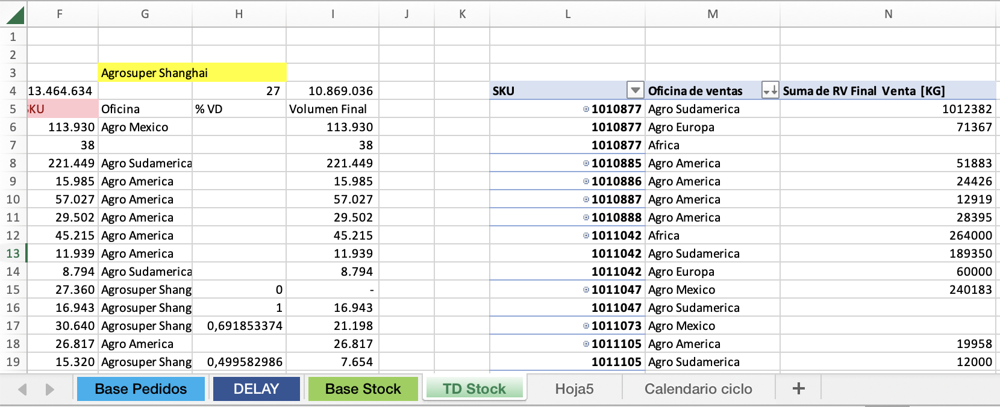 F G H I J K L M N
1
2
3 Agrosuper Shanghai
4 13.464.634 27 10.869.036 SKU Oficina de ventas Suma de RV Final Venta [KG]
5 SKU Oficina % VD Volumen Final 1010877 Agro Sudamerica 1012382
6 113.930 Agro Mexico 113.930 1010877 Agro Europa 71367
7 38 38 1010877 Africa
8 221.449 Agro Sudamerica 221.449 1010885 Agro America 51883
9 15.985 Agro America 15.985 1010886 Agro America 24426
10 57.027 Agro America 57.027 1010887 Agro America 12919
11 29.502 Agro America 29.502 1010888 Agro America 28395
12 45.215 Agro America 45.215 1011042 Africa 264000
13 11.939 Agro America 11.939 1011042 Agro Sudamerica 189350
14 8.794 Agro Sudamerica 8.794 1011042 Agro Europa 60000
15 27.360 Agrosuper Shang 0 - 1011047 Agro Mexico 240183
16 16.943 Agrosuper Shang 1 16.943 1011047 Agro Sudamerica
17 30.640 Agrosuper Shang 0,691853374 21.198 1011073 Agro Mexico
18 26.817 Agro America 26.817 1011105 Agro America 19958
19 15.320 Agrosuper Shang 0,499582986 7.654 1011105 Agro Sudamerica 12000
Base Pedidos DELAY Base Stock TD Stock Hoja5 Calendario ciclo +